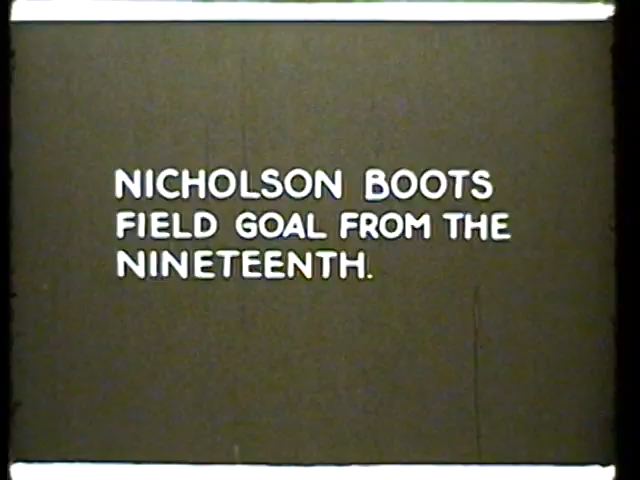 NICHOLSON BOOTS
FIELD GOAL FROM THE
NINETEENTH.